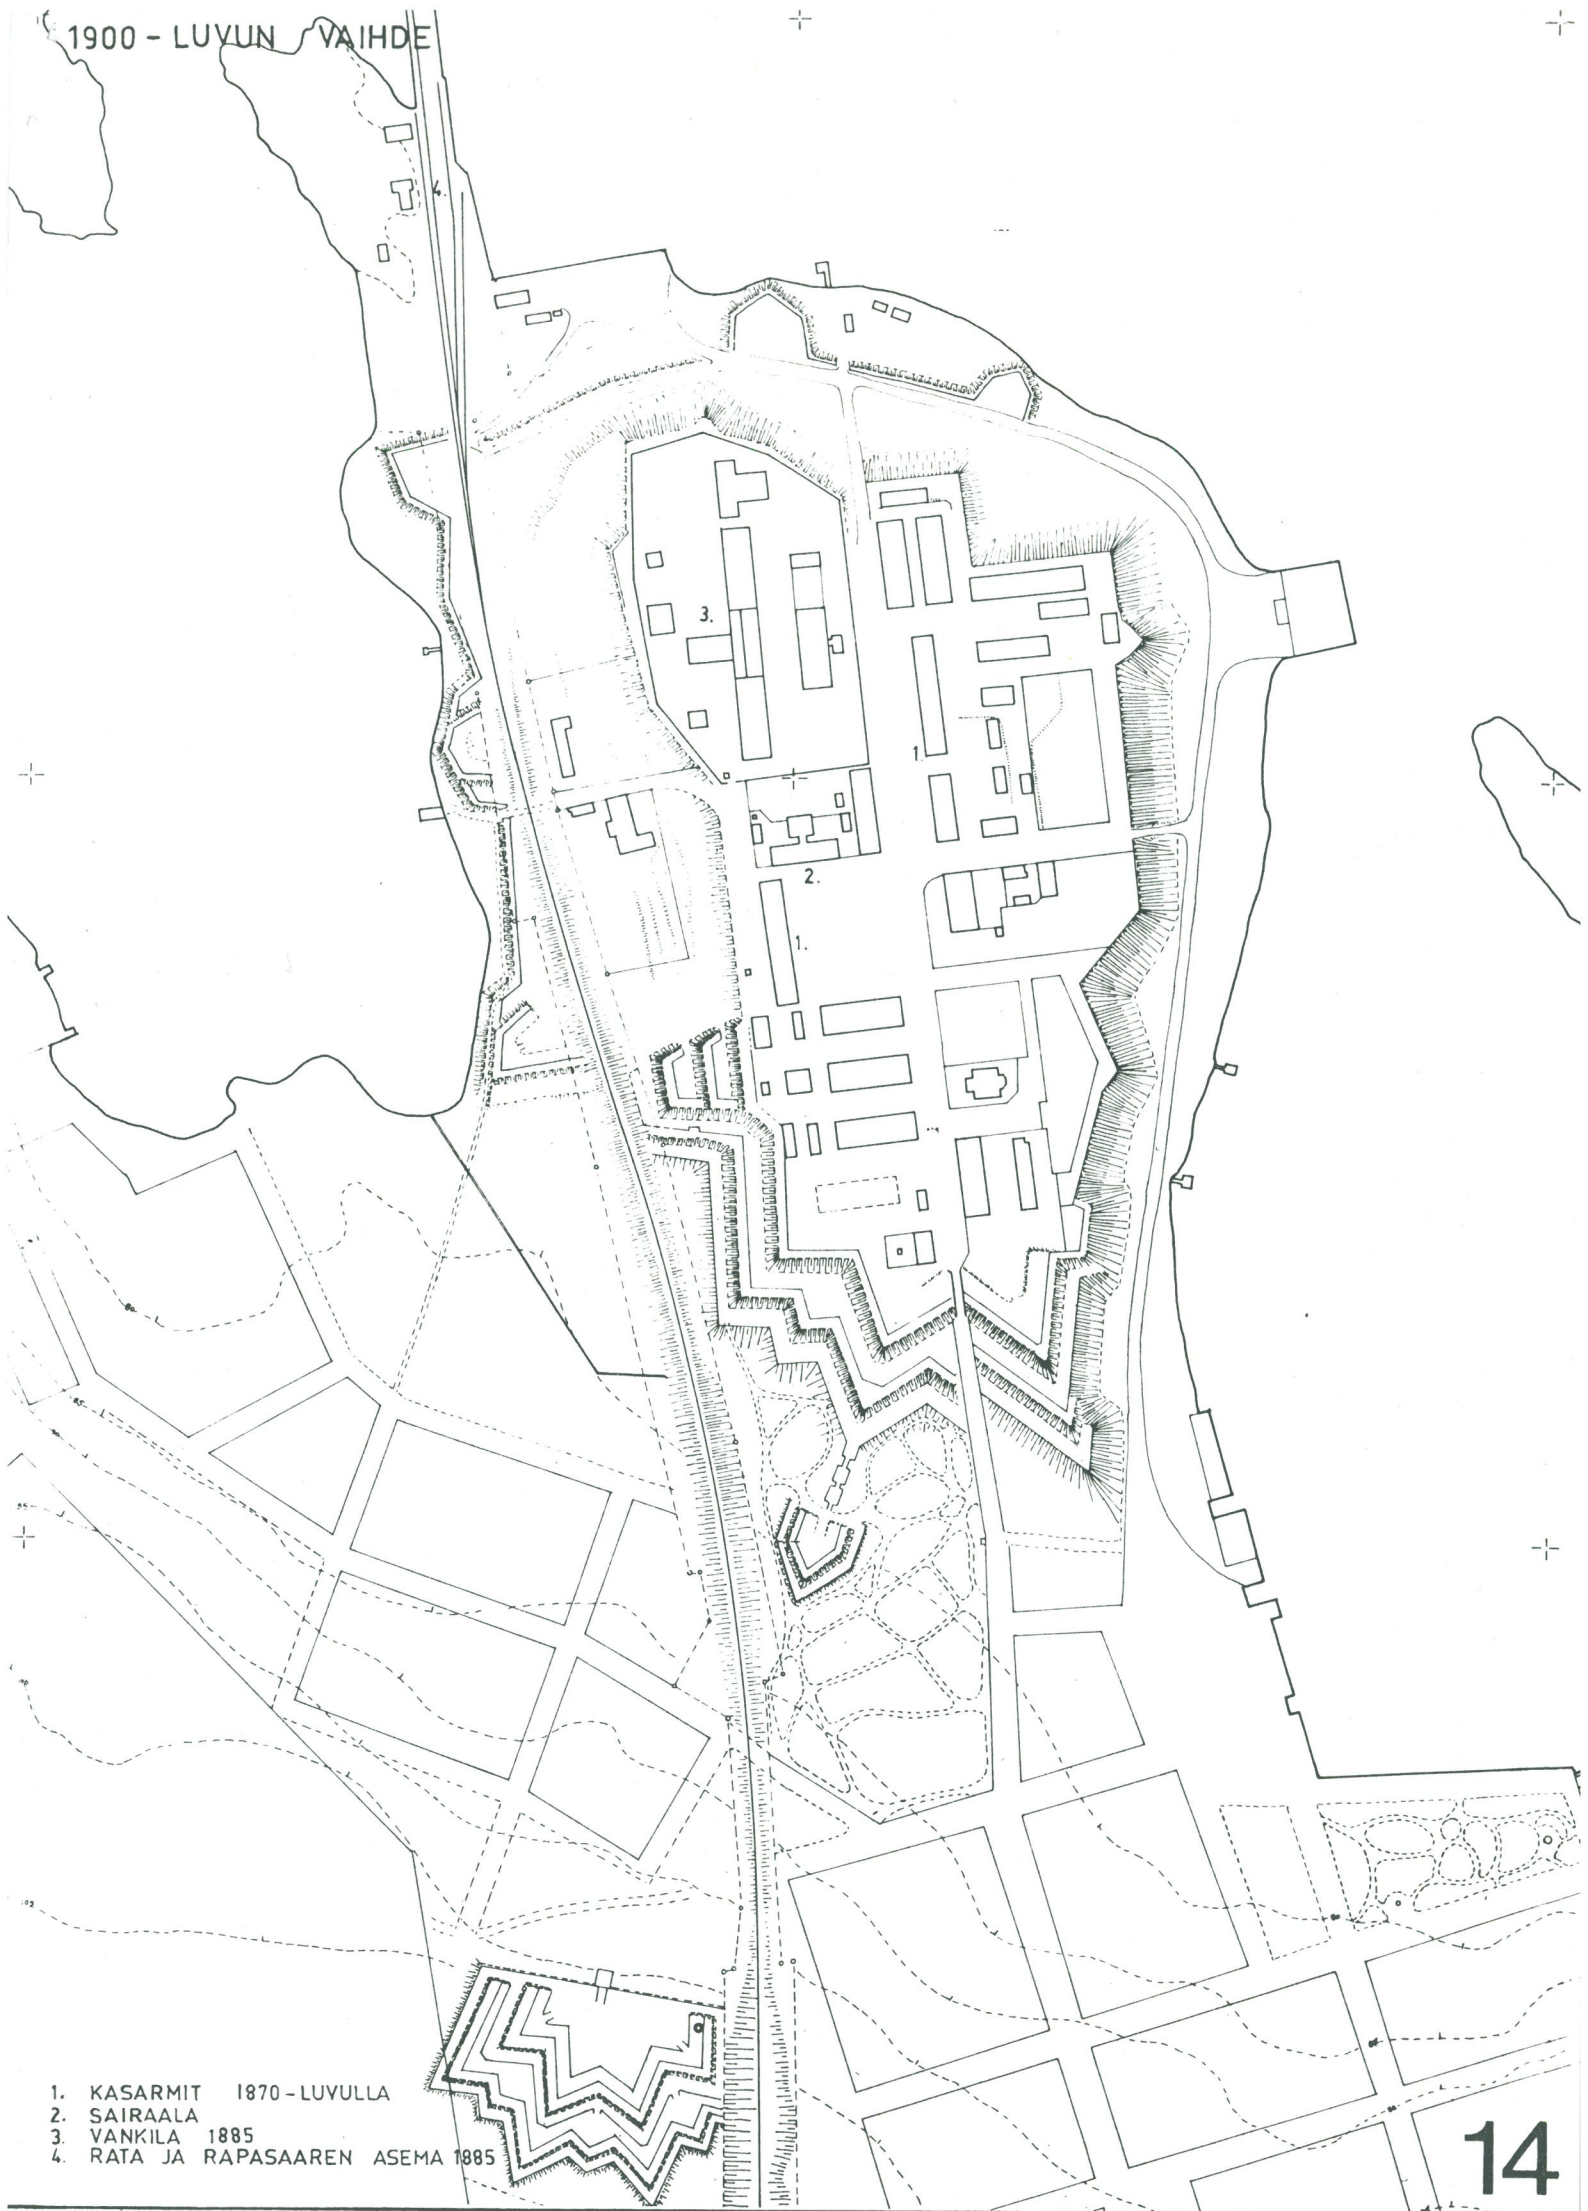 1900 - LUVUN VAIHDE
4.
3.
1.
2.
1.
1. KASARMIT 1870-LUVULLA
2. SAIRAALA
3. VANKILA 1885
4. RATA JA RAPASAAREN ASEMA 1885
14